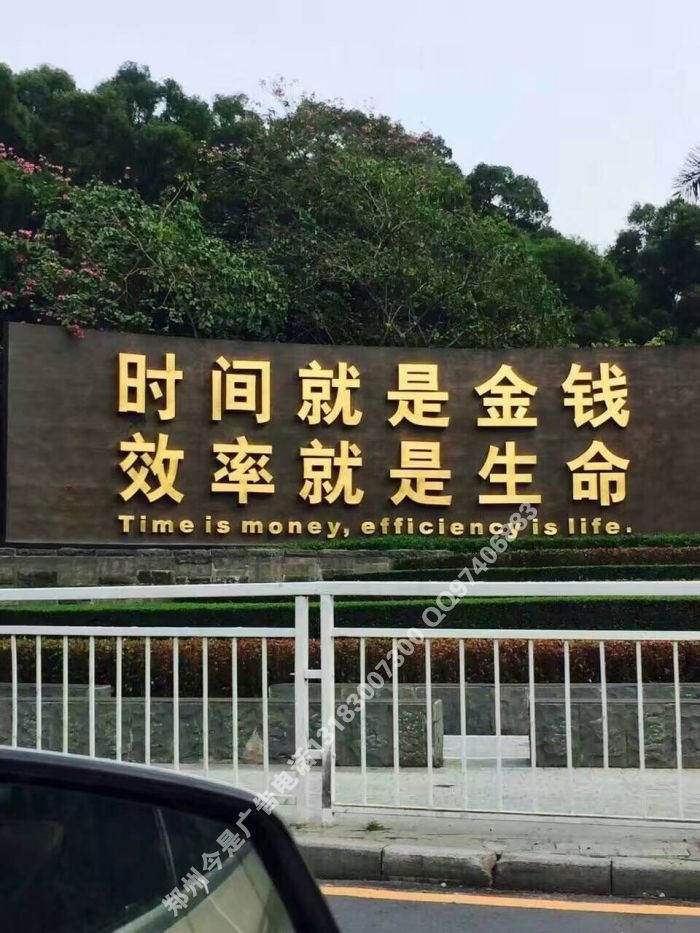 时间就是金钱
效率就是生命
Time is money, efficiency is life.
郑州今是广告电话13183007300 QQ97406983